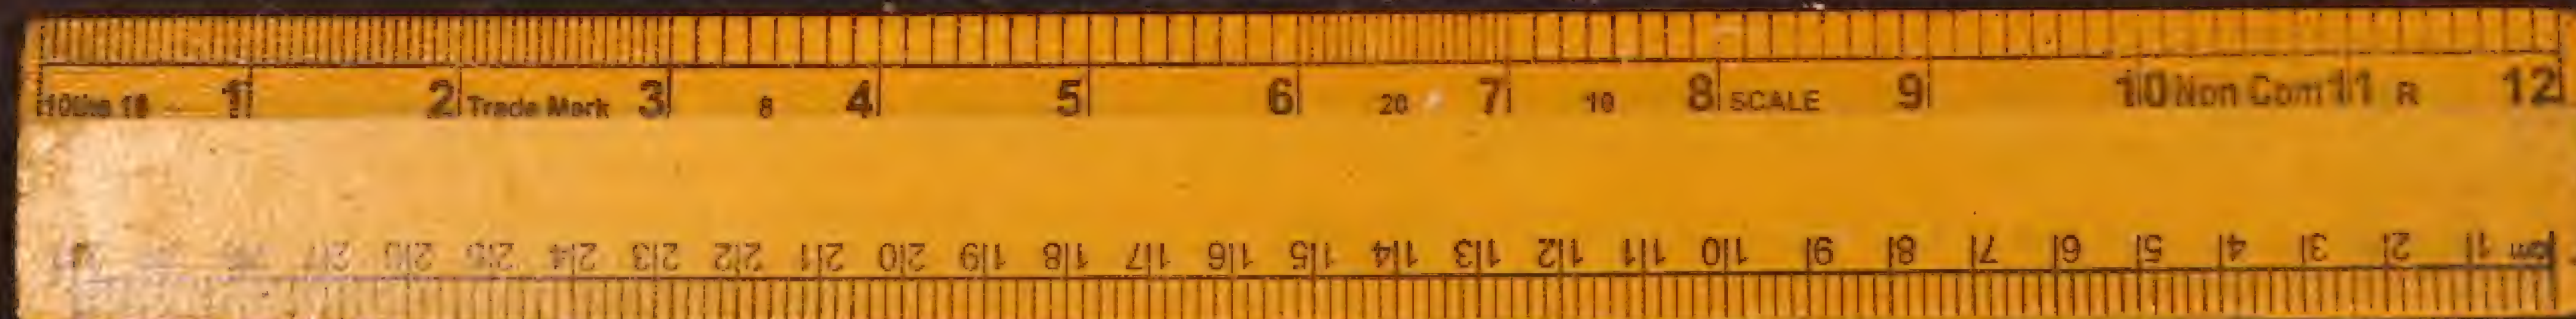 10ths 16 1 2 Trade Mark 3 8 4 5 6 20 7 10 8 SCALE 9 10 Non Com 11 R 12
cm 1 2 3 4 5 6 7 8 9 10 11 12 13 14 15 16 17 18 19 20 21 22 23 24 25 26 27